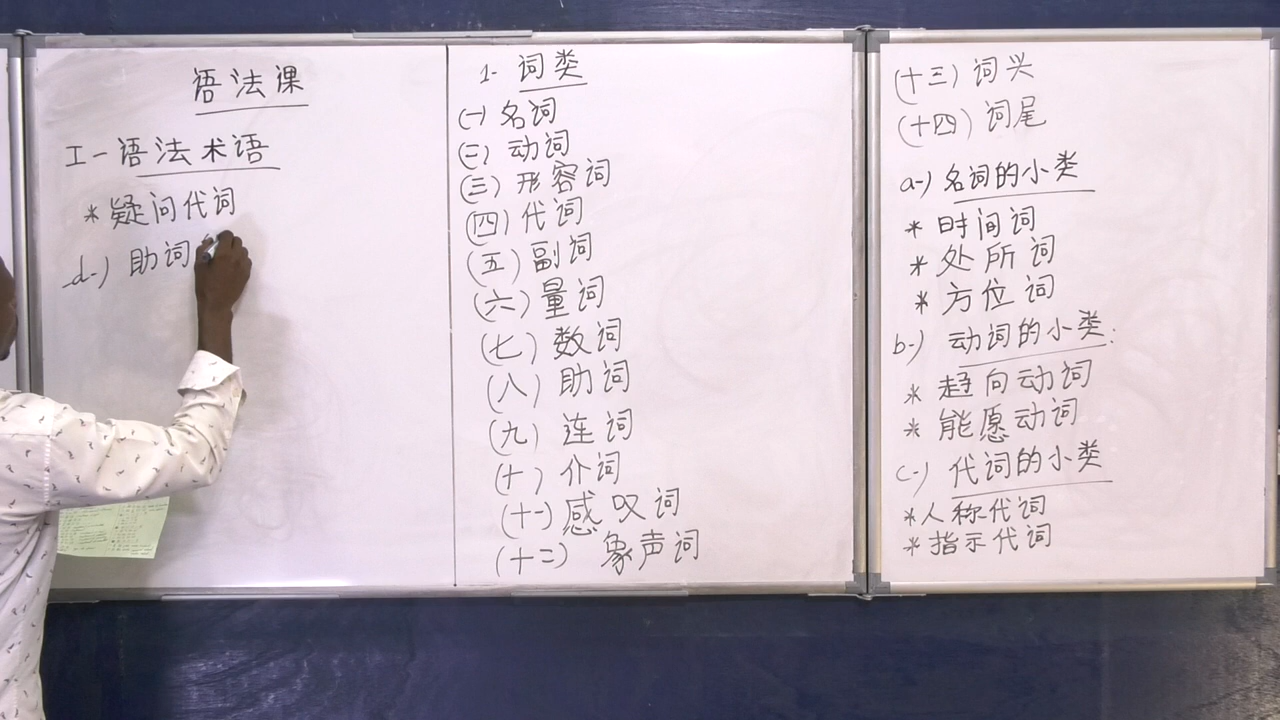 语法课
I-语法术语
* 疑问代词
d-) 助词
1- 词类
(一) 名词
(二) 动词
(三) 形容词
(四) 代词
(五) 副词
(六) 量词
(七) 数词
(八) 助词
(九) 连词
(十) 介词
(十一) 感叹词
(十二) 象声词
(十三) 词兴
(十四) 词尾
a-) 名词的小类
* 时间词
* 处所词
* 方位词
b-) 动词的小类:
* 趋向动词
* 能愿动词
c-) 代词的小类
* 人称代词
* 指示代词